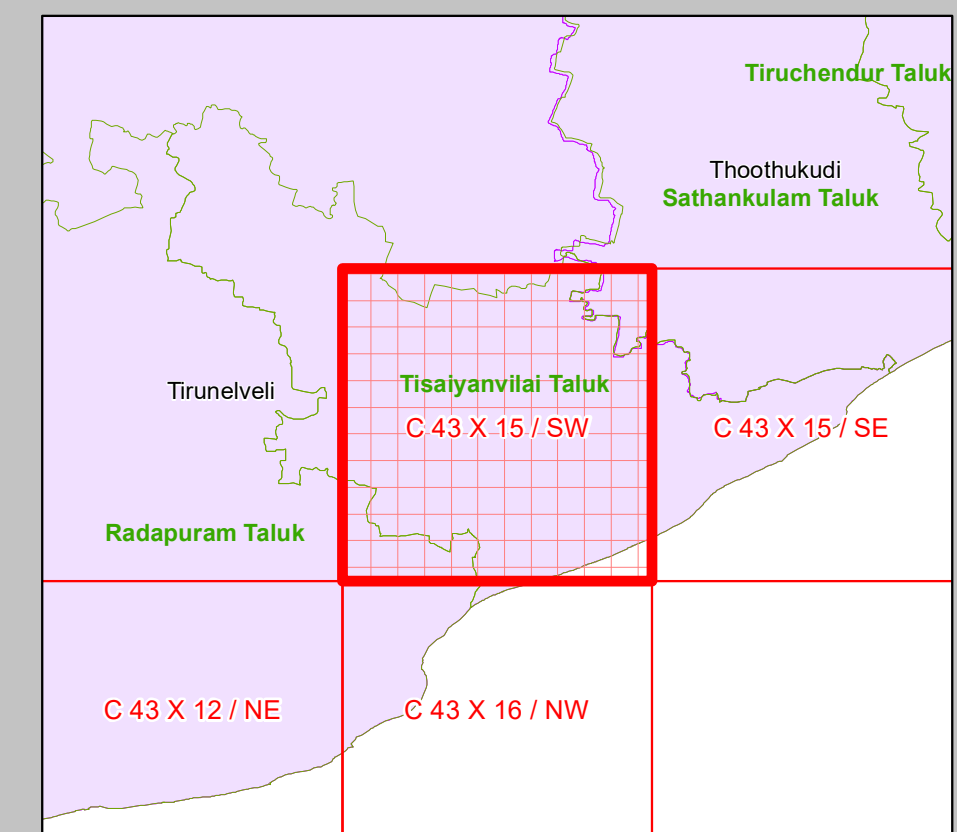 Tiruchendur Taluk
Thoothukudi
Sathankulam Taluk
Tirunelveli
Tisaiyanvilai Taluk
C 43 X 15 / SW
C 43 X 15 / SE
Radapuram Taluk
C 43 X 12 / NE
C 43 X 16 / NW